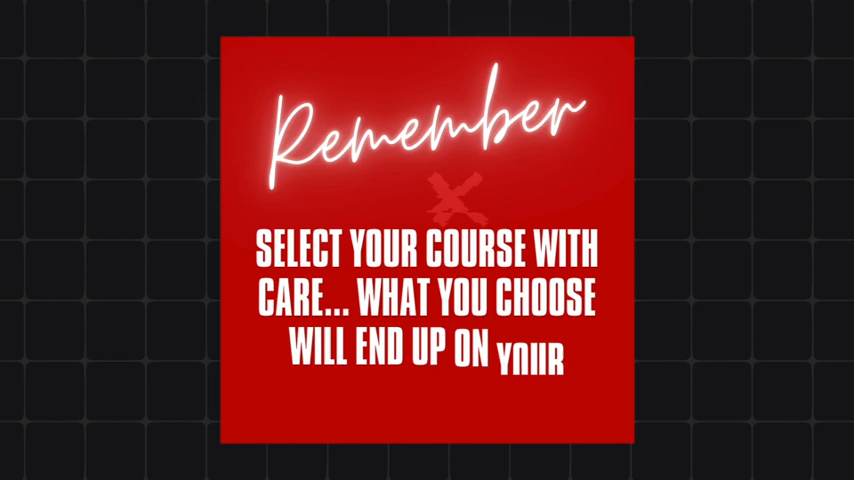 Remember
SELECT YOUR COURSE WITH
CARE... WHAT YOU CHOOSE
WILL END UP ON YOUR